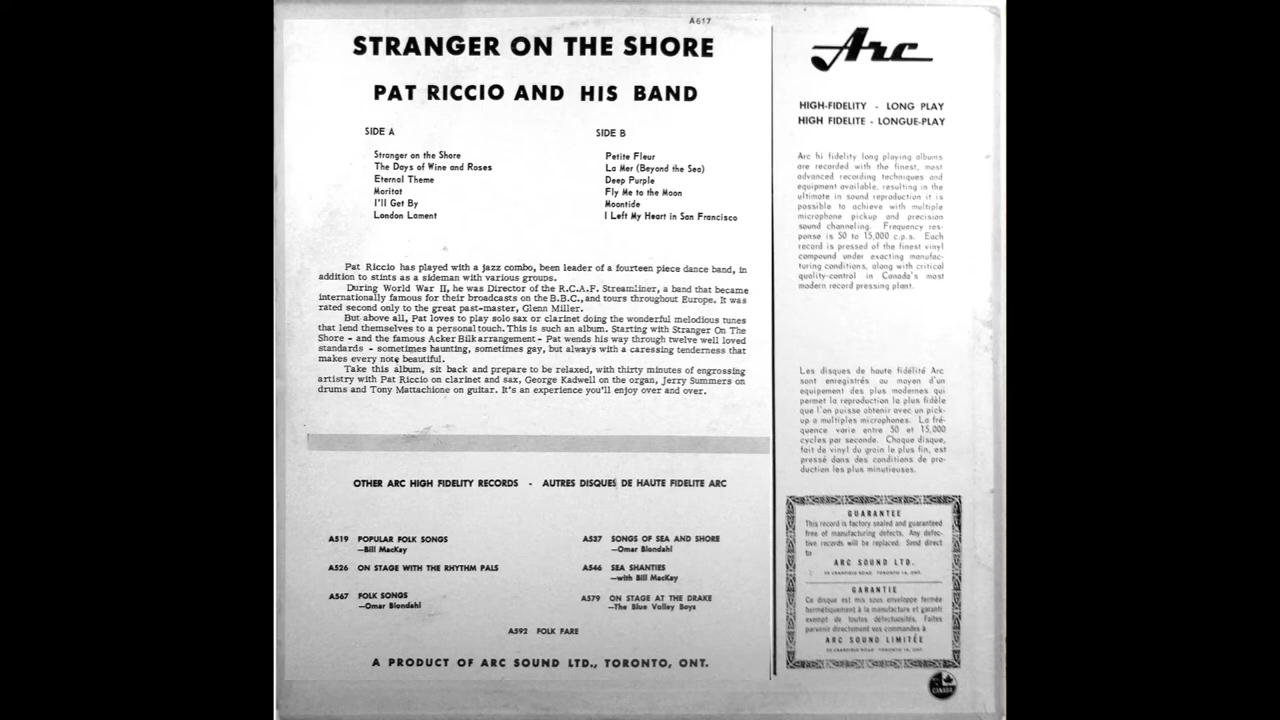 A617
STRANGER ON THE SHORE
PAT RICCIO AND HIS BAND
SIDE A
Stranger on the Shore
The Days of Wine and Roses
Eternal Theme
Moritat
I'll Get By
London Lament
SIDE B
Petite Fleur
La Mer (Beyond the Sea)
Deep Purple
Fly Me to the Moon
Moontide
I Left My Heart in San Francisco
Pat Riccio has played with a jazz combo, been leader of a fourteen piece dance band, in
addition to stints as a sideman with various groups.
During World War II, he was Director of the R.C.A.F. Streamliner, a band that became
internationally famous for their broadcasts on the B.B.C., and tours throughout Europe. It was
rated second only to the great past-master, Glenn Miller.
But above all, Pat loves to play solo sax or clarinet doing the wonderful melodious tunes
that lend themselves to a personal touch. This is such an album. Starting with Stranger On The
Shore - and the famous Acker Bilk arrangement - Pat wends his way through twelve well loved
standards - sometimes haunting, sometimes gay, but always with a caressing tenderness that
makes every note beautiful.
Take this album, sit back and prepare to be relaxed, with thirty minutes of engrossing
artistry with Pat Riccio on clarinet and sax, George Kadwell on the organ, Jerry Summers on
drums and Tony Mattachione on guitar. It's an experience you'll enjoy over and over.
OTHER ARC HIGH FIDELITY RECORDS - AUTRES DISQUES DE HAUTE FIDELITE ARC
A519 POPULAR FOLK SONGS
—Bill MacKay
A526 ON STAGE WITH THE RHYTHM PALS
A567 FOLK SONGS
—Omar Blondahl
A537 SONGS OF SEA AND SHORE
—Omar Blondahl
A546 SEA SHANTIES
—with Bill MacKay
A579 ON STAGE AT THE DRAKE
—The Blue Valley Boys
A592 FOLK FARE
A PRODUCT OF ARC SOUND LTD., TORONTO, ONT.
Arc
HIGH-FIDELITY - LONG PLAY
HIGH FIDELITE - LONGUE-PLAY
Arc hi fidelity long playing albums
are recorded with the finest, most
advanced recording techniques and
equipment available, resulting in the
ultimate in sound reproduction it is
possible to achieve with multiple
microphone pickup and precision
sound channeling. Frequency res-
ponse is 50 to 15,000 c.p.s. Each
record is pressed of the finest vinyl
compound under exacting manufac-
turing conditions, along with critical
quality-control in Canada's most
modern record pressing plant.
Les disques de haute fidélité Arc
sont enregistrés au moyen d'un
equipement des plus modernes qui
permet la reproduction la plus fidèle
que l'on puisse obtenir avec un pick-
up a multiples microphones. La fré-
quence varie entre 50 et 15,000
cycles par seconde. Chaque disque,
fait de vinyl du grain le plus fin, est
pressé dans des conditions de pro-
duction les plus minutieuses.
GUARANTEE
This record is factory sealed and guaranteed
free of manufacturing defects. Any defec-
tive records will be replaced. Send direct
to
ARC SOUND LTD.
20 CRANFIELD ROAD TORONTO 16, ONT.
GARANTIE
Ce disque est mis sous enveloppe fermée
hermétiquement à la manufacture et garanti
exempt de toutes défectuosités. Faites
parvenir directement vos commandes à
ARC SOUND LIMITÉE
20 CRANFIELD ROAD TORONTO 16, ONT.
CANADA